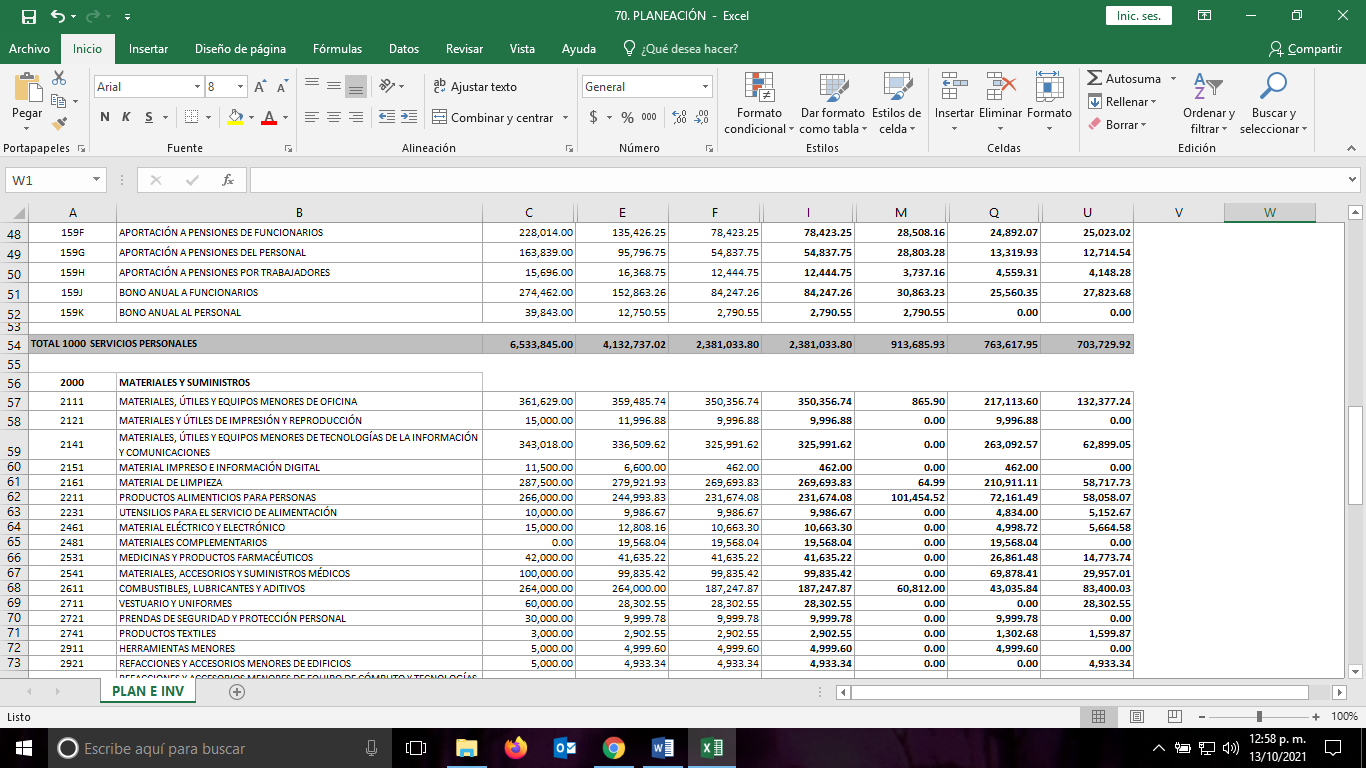 70. PLANEACIÓN - Excel
Inic. ses.
Archivo Inicio Insertar Diseño de página Fórmulas Datos Revisar Vista Ayuda ¿Qué desea hacer? Compartir
Pegar
Arial 8
N K S
Ajustar texto
Combinar y centrar
General
$ % 000
Formato condicional
Dar formato como tabla
Estilos de celda
Insertar Eliminar Formato
Autosuma
Rellenar
Borrar
Ordenar y filtrar
Buscar y seleccionar
Portapapeles Fuente Alineación Número Estilos Celdas Edición
W1 fx
A B C E F I M Q U V W
48 159F APORTACIÓN A PENSIONES DE FUNCIONARIOS 228,014.00 135,426.25 78,423.25 78,423.25 28,508.16 24,892.07 25,023.02
49 159G APORTACIÓN A PENSIONES DEL PERSONAL 163,839.00 95,796.75 54,837.75 54,837.75 28,803.28 13,319.93 12,714.54
50 159H APORTACIÓN A PENSIONES POR TRABAJADORES 15,696.00 16,368.75 12,444.75 12,444.75 3,737.16 4,559.31 4,148.28
51 159J BONO ANUAL A FUNCIONARIOS 274,462.00 152,863.26 84,247.26 84,247.26 30,863.23 25,560.35 27,823.68
52 159K BONO ANUAL AL PERSONAL 39,843.00 12,750.55 2,790.55 2,790.55 2,790.55 0.00 0.00
53
54 TOTAL 1000 SERVICIOS PERSONALES 6,533,845.00 4,132,737.02 2,381,033.80 2,381,033.80 913,685.93 763,617.95 703,729.92
55
56 2000 MATERIALES Y SUMINISTROS
57 2111 MATERIALES, ÚTILES Y EQUIPOS MENORES DE OFICINA 361,629.00 359,485.74 350,356.74 350,356.74 865.90 217,113.60 132,377.24
58 2121 MATERIALES Y ÚTILES DE IMPRESIÓN Y REPRODUCCIÓN 15,000.00 11,996.88 9,996.88 9,996.88 0.00 9,996.88 0.00
59 2141 MATERIALES, ÚTILES Y EQUIPOS MENORES DE TECNOLOGÍAS DE LA INFORMACIÓN Y COMUNICACIONES 343,018.00 336,509.62 325,991.62 325,991.62 0.00 263,092.57 62,899.05
60 2151 MATERIAL IMPRESO E INFORMACIÓN DIGITAL 11,500.00 6,600.00 462.00 462.00 0.00 462.00 0.00
61 2161 MATERIAL DE LIMPIEZA 287,500.00 279,921.93 269,693.83 269,693.83 64.99 210,911.11 58,717.73
62 2211 PRODUCTOS ALIMENTICIOS PARA PERSONAS 266,000.00 244,993.83 231,674.08 231,674.08 101,454.52 72,161.49 58,058.07
63 2231 UTENSILIOS PARA EL SERVICIO DE ALIMENTACIÓN 10,000.00 9,986.67 9,986.67 9,986.67 0.00 4,834.00 5,152.67
64 2461 MATERIAL ELÉCTRICO Y ELECTRÓNICO 15,000.00 12,808.16 10,663.30 10,663.30 0.00 4,998.72 5,664.58
65 2481 MATERIALES COMPLEMENTARIOS 0.00 19,568.04 19,568.04 19,568.04 0.00 19,568.04 0.00
66 2531 MEDICINAS Y PRODUCTOS FARMACÉUTICOS 42,000.00 41,635.22 41,635.22 41,635.22 0.00 26,861.48 14,773.74
67 2541 MATERIALES, ACCESORIOS Y SUMINISTROS MÉDICOS 100,000.00 99,835.42 99,835.42 99,835.42 0.00 69,878.41 29,957.01
68 2611 COMBUSTIBLES, LUBRICANTES Y ADITIVOS 264,000.00 264,000.00 187,247.87 187,247.87 60,812.00 43,035.84 83,400.03
69 2711 VESTUARIO Y UNIFORMES 60,000.00 28,302.55 28,302.55 28,302.55 0.00 0.00 28,302.55
70 2721 PRENDAS DE SEGURIDAD Y PROTECCIÓN PERSONAL 30,000.00 9,999.78 9,999.78 9,999.78 0.00 9,999.78 0.00
71 2741 PRODUCTOS TEXTILES 3,000.00 2,902.55 2,902.55 2,902.55 0.00 1,302.68 1,599.87
72 2911 HERRAMIENTAS MENORES 5,000.00 4,999.60 4,999.60 4,999.60 0.00 4,999.60 0.00
73 2921 REFACCIONES Y ACCESORIOS MENORES DE EDIFICIOS 5,000.00 4,933.34 4,933.34 4,933.34 0.00 0.00 4,933.34
REFACCIONES Y ACCESORIOS MENORES DE EQUIPO DE CÓMPUTO Y TECNOLOGÍAS
PLAN E INV
Listo 100%
Escribe aquí para buscar
12:58 p. m.
13/10/2021